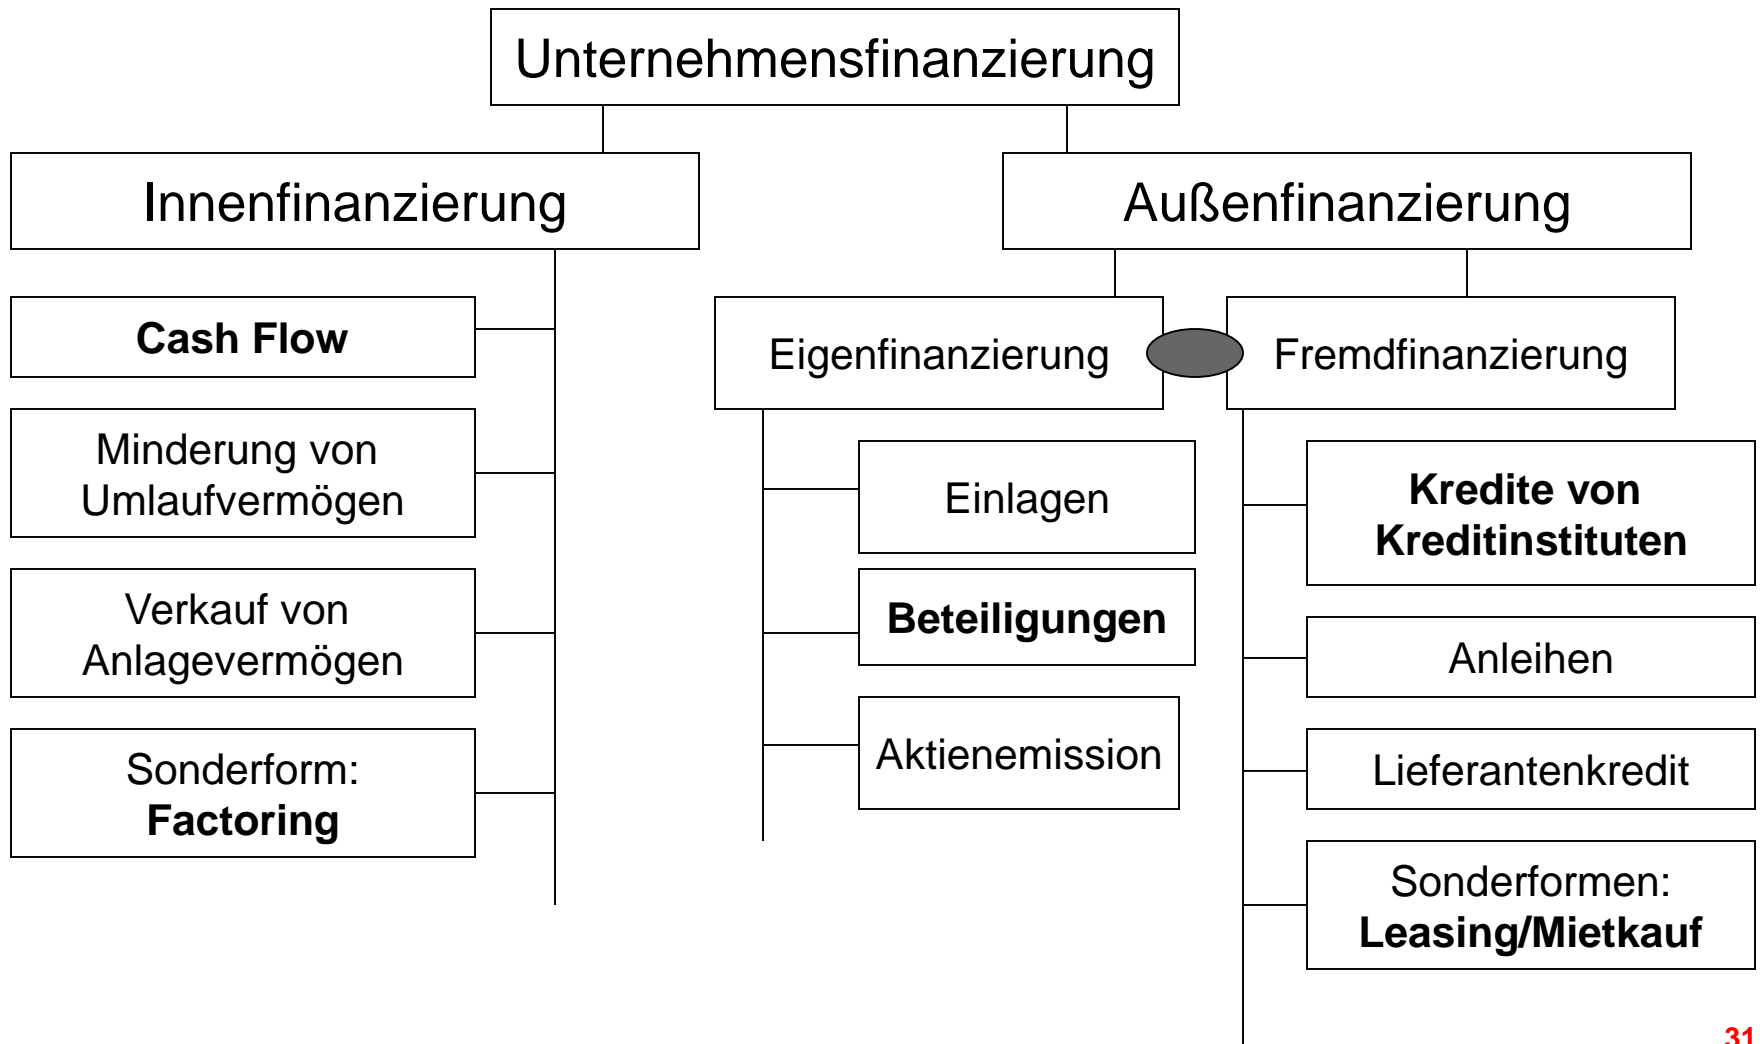 Unternehmensfinanzierung
Innenfinanzierung
Außenfinanzierung
Cash Flow
Minderung von
Umlaufvermögen
Verkauf von
Anlagevermögen
Sonderform:
Factoring
Eigenfinanzierung
Einlagen
Beteiligungen
Aktienemission
Fremdfinanzierung
Kredite von
Kreditinstituten
Anleihen
Lieferantenkredit
Sonderformen:
Leasing/Mietkauf
31